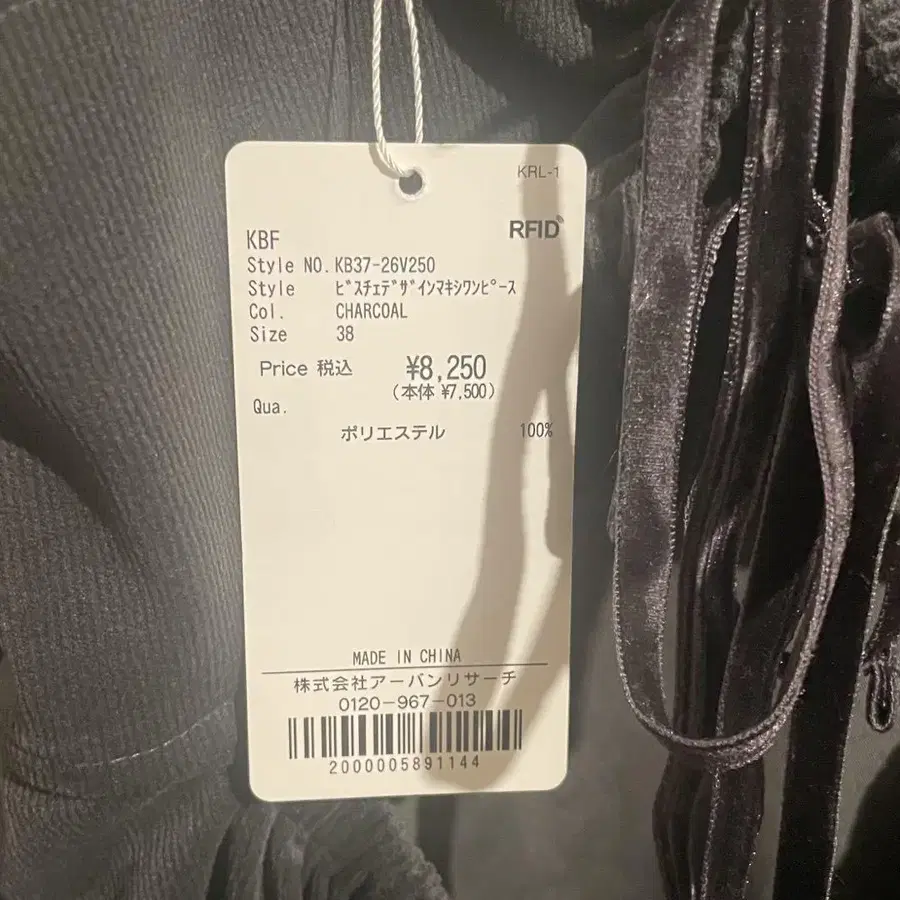 KRL-1
RFID
KBF
Style NO. KB37-26V250
Style ﾋﾞｽﾁｪﾃﾞｻﾞｲﾝﾏｷｼﾜﾝﾋﾟｰｽ
Col. CHARCOAL
Size 38
Price 税込 ¥8,250
(本体 ¥7,500)
Qua.
ポリエステル 100%
MADE IN CHINA
株式会社アーバンリサーチ
0120-967-013
2000005891144